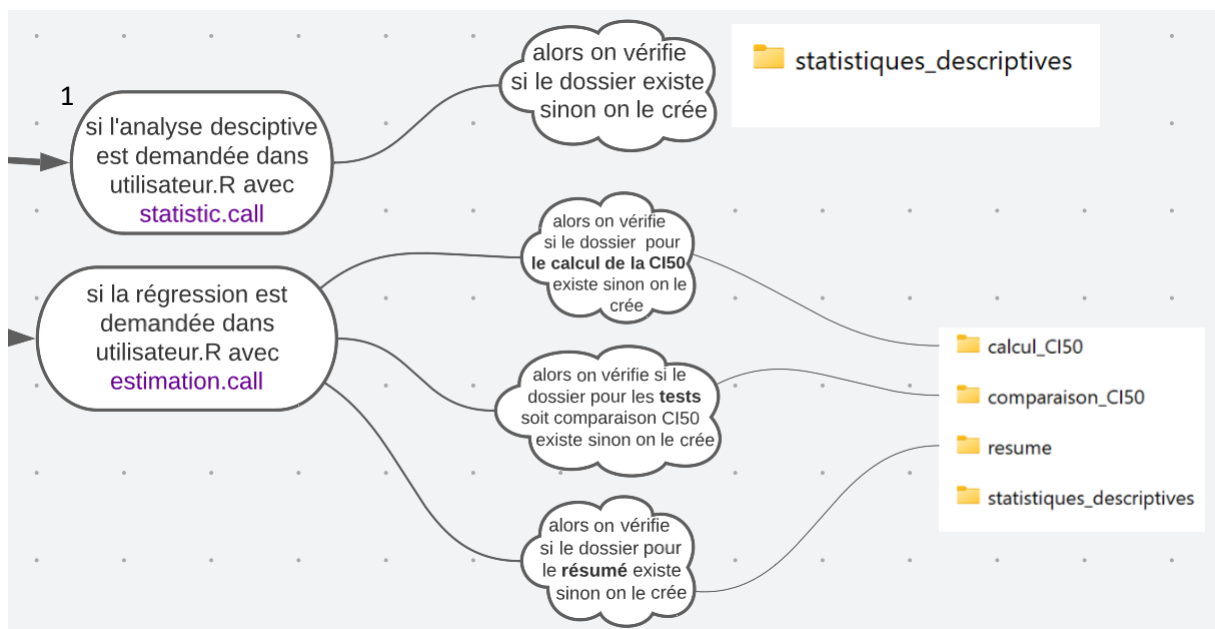 1
si l'analyse desciptive
est demandée dans
utilisateur.R avec
statistic.call
alors on vérifie
si le dossier existe
sinon on le crée
statistiques_descriptives
si la régression est
demandée dans
utilisateur.R avec
estimation.call
alors on vérifie
si le dossier pour
le calcul de la CI50
existe sinon on le
crée
alors on vérifie si le
dossier pour les tests
soit comparaison CI50
existe sinon on le crée
alors on vérifie
si le dossier pour
le résumé existe
sinon on le crée
calcul_CI50
comparaison_CI50
resume
statistiques_descriptives